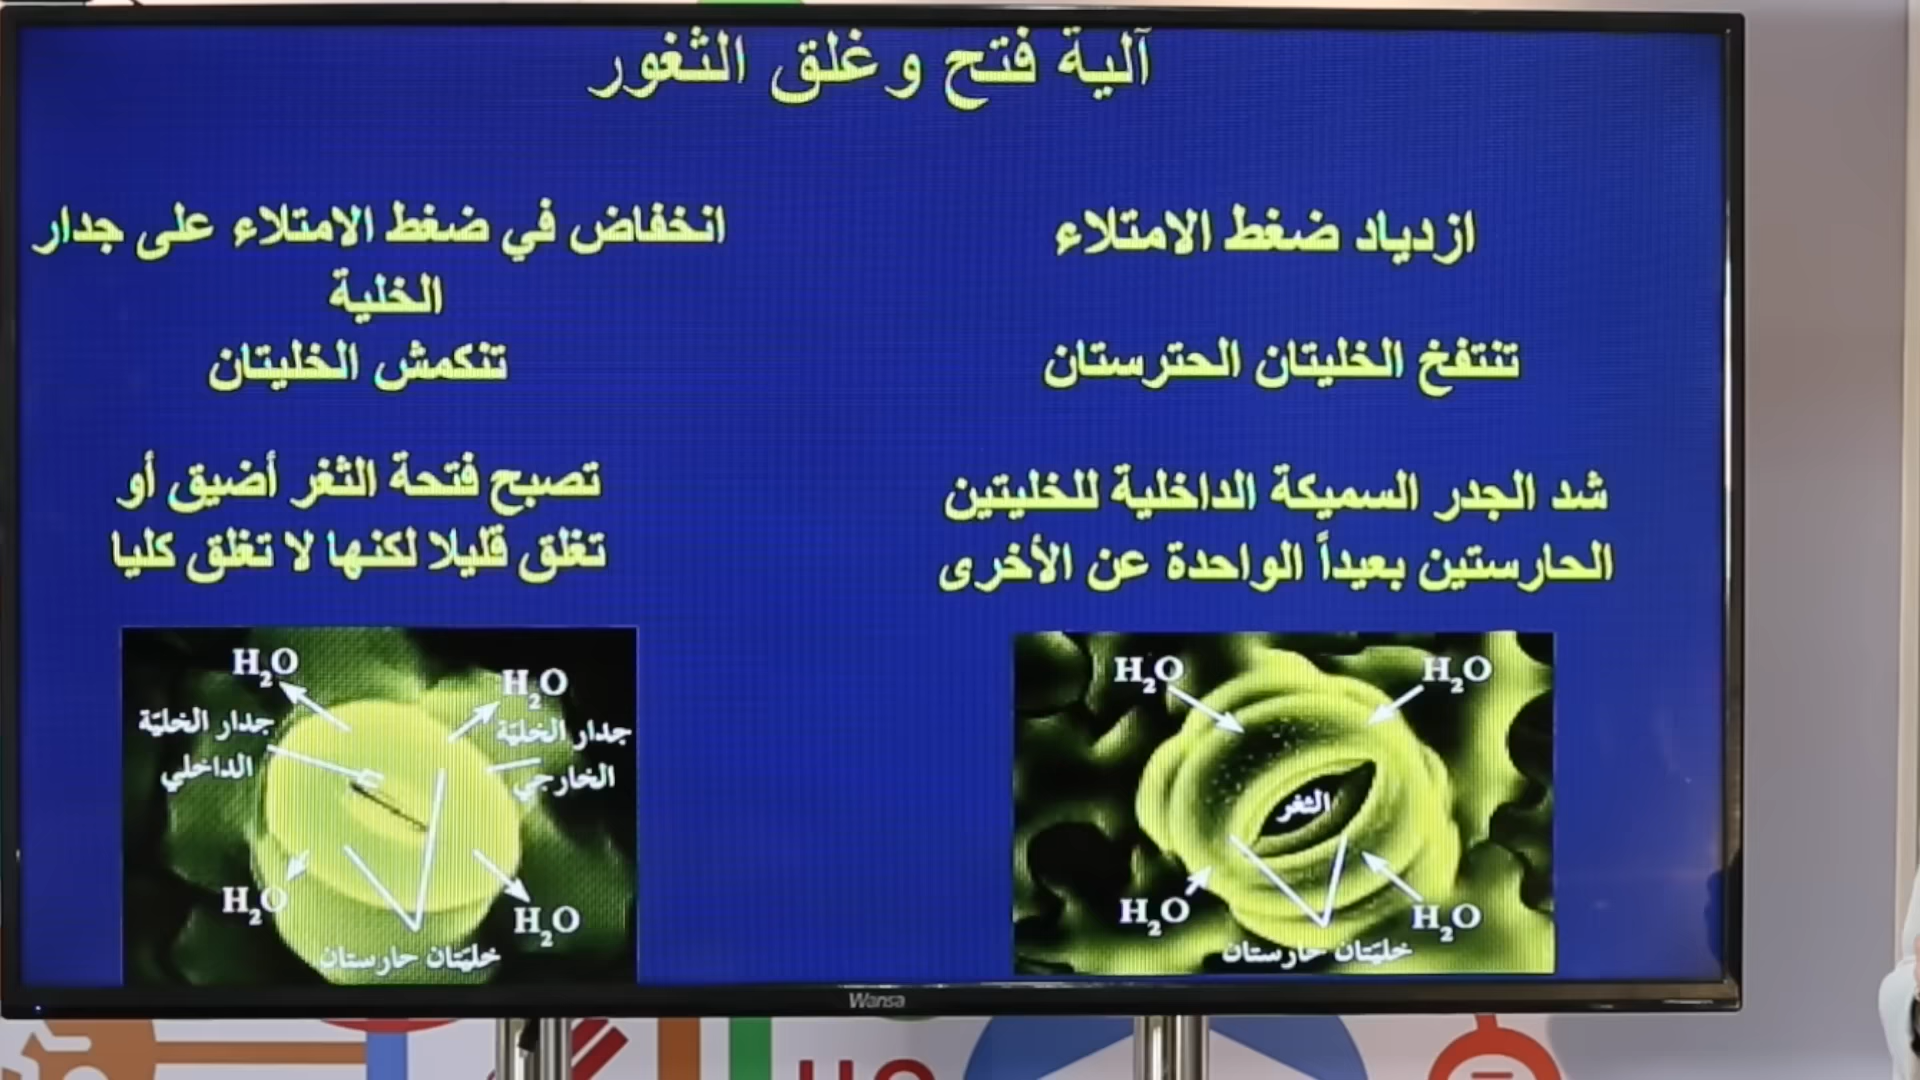 آلية فتح وغلق الثغور
ازدياد ضغط الامتلاء
تنتفخ الخليتان الحترستان
شد الجدر السميكة الداخلية للخليتين
الحارستين بعيداً الواحدة عن الأخرى
H₂O
H₂O
الثغر
H₂O
H₂O
خليّتان حارستان
انخفاض في ضغط الامتلاء على جدار
الخلية
تنكمش الخليتان
تصبح فتحة الثغر أضيق أو
تغلق قليلا لكنها لا تغلق كليا
H₂O
H₂O
جدار الخليّة
الخارجي
جدار الخليّة
الداخلي
H₂O
H₂O
خليّتان حارستان
Wansa